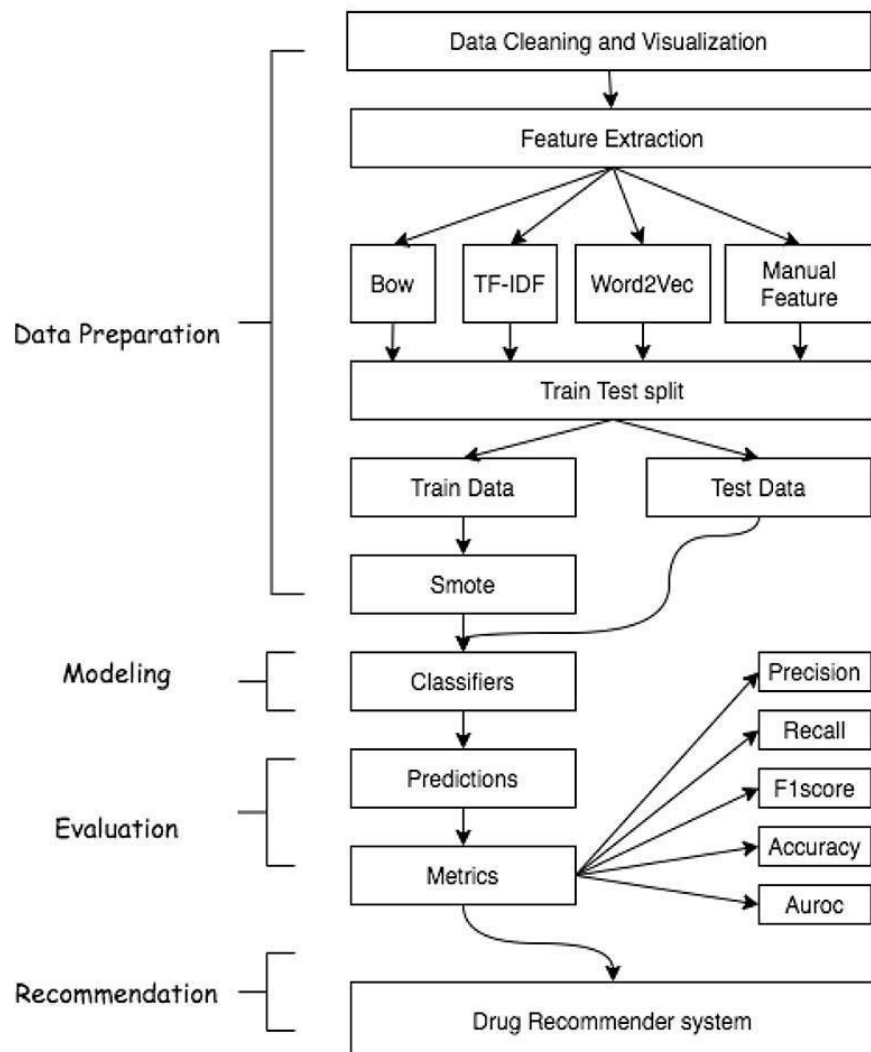 Data Cleaning and Visualization
Feature Extraction
Bow
TF-IDF
Word2Vec
Manual
Feature
Data Preparation
Train Test split
Train Data
Test Data
Smote
Modeling
Classifiers
Precision
Recall
Predictions
F1score
Evaluation
Accuracy
Metrics
Auroc
Recommendation
Drug Recommender system